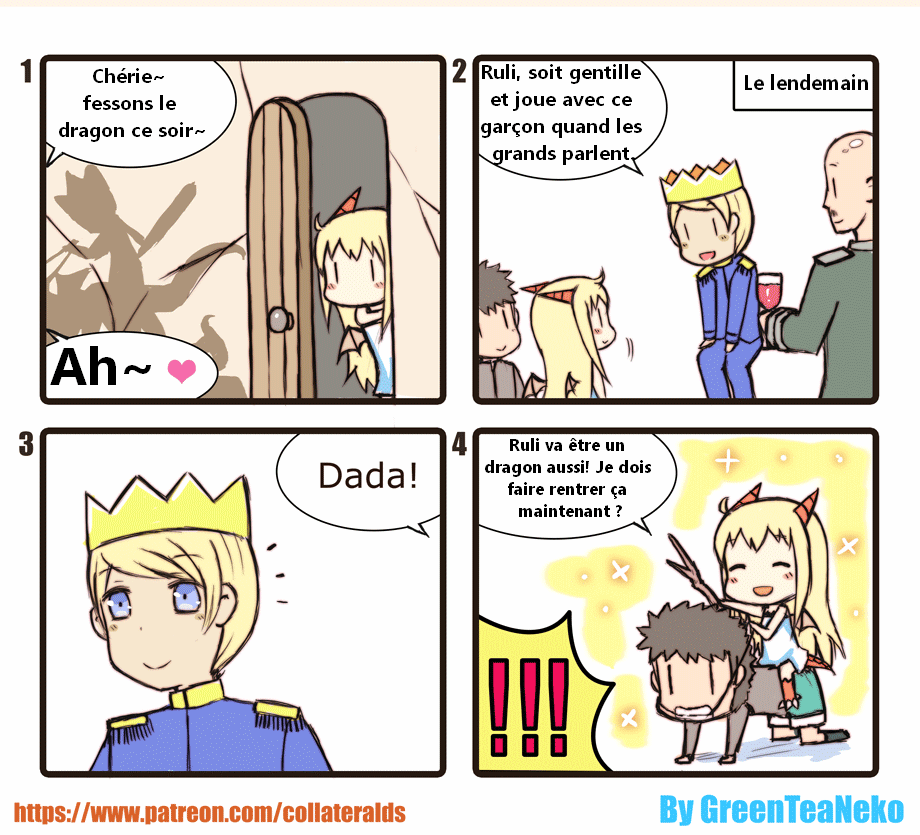 1
Chérie~
fessons le
dragon ce soir~
Ah~ ♥
2
Ruli, soit gentille
et joue avec ce
garçon quand les
grands parlent.
Le lendemain
3
Dada!
4
Ruli va être un
dragon aussi! Je dois
faire rentrer ça
maintenant ?
!!!
https://www.patreon.com/collateralds
By GreenTeaNeko